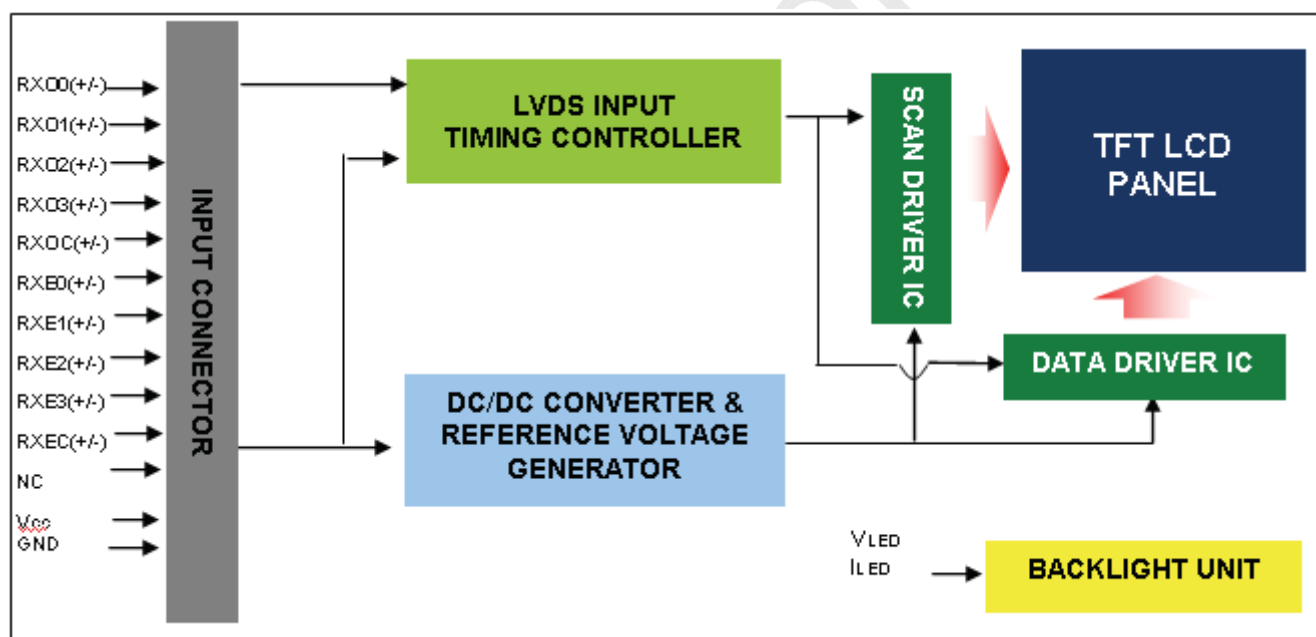 RXO0(+/-)
RXO1(+/-)
RXO2(+/-)
RXO3(+/-)
RXOC(+/-)
RXE0(+/-)
RXE1(+/-)
RXE2(+/-)
RXE3(+/-)
RXEC(+/-)
NC
Vcc
GND
INPUT CONNECTOR
LVDS INPUT
TIMING CONTROLLER
DC/DC CONVERTER &
REFERENCE VOLTAGE
GENERATOR
SCAN DRIVER IC
TFT LCD
PANEL
DATA DRIVER IC
VLED
ILED
BACKLIGHT UNIT